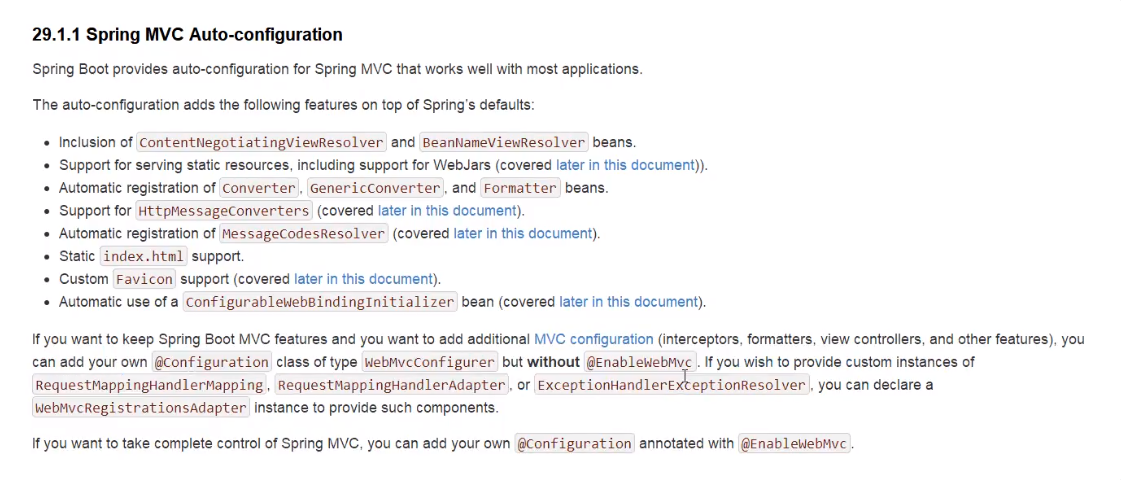 29.1.1 Spring MVC Auto-configuration
Spring Boot provides auto-configuration for Spring MVC that works well with most applications.
The auto-configuration adds the following features on top of Spring's defaults:
• Inclusion of ContentNegotiatingViewResolver and BeanNameViewResolver beans.
• Support for serving static resources, including support for WebJars (covered later in this document)).
• Automatic registration of Converter, GenericConverter, and Formatter beans.
• Support for HttpMessageConverters (covered later in this document).
• Automatic registration of MessageCodesResolver (covered later in this document).
• Static index.html support.
• Custom Favicon support (covered later in this document).
• Automatic use of a ConfigurableWebBindingInitializer bean (covered later in this document).
If you want to keep Spring Boot MVC features and you want to add additional MVC configuration (interceptors, formatters, view controllers, and other features), you
can add your own @Configuration class of type WebMvcConfigurer but without @EnableWebMvc. If you wish to provide custom instances of
RequestMappingHandlerMapping, RequestMappingHandlerAdapter, or ExceptionHandlerExceptionResolver, you can declare a
WebMvcRegistrationsAdapter instance to provide such components.
If you want to take complete control of Spring MVC, you can add your own @Configuration annotated with @EnableWebMvc.